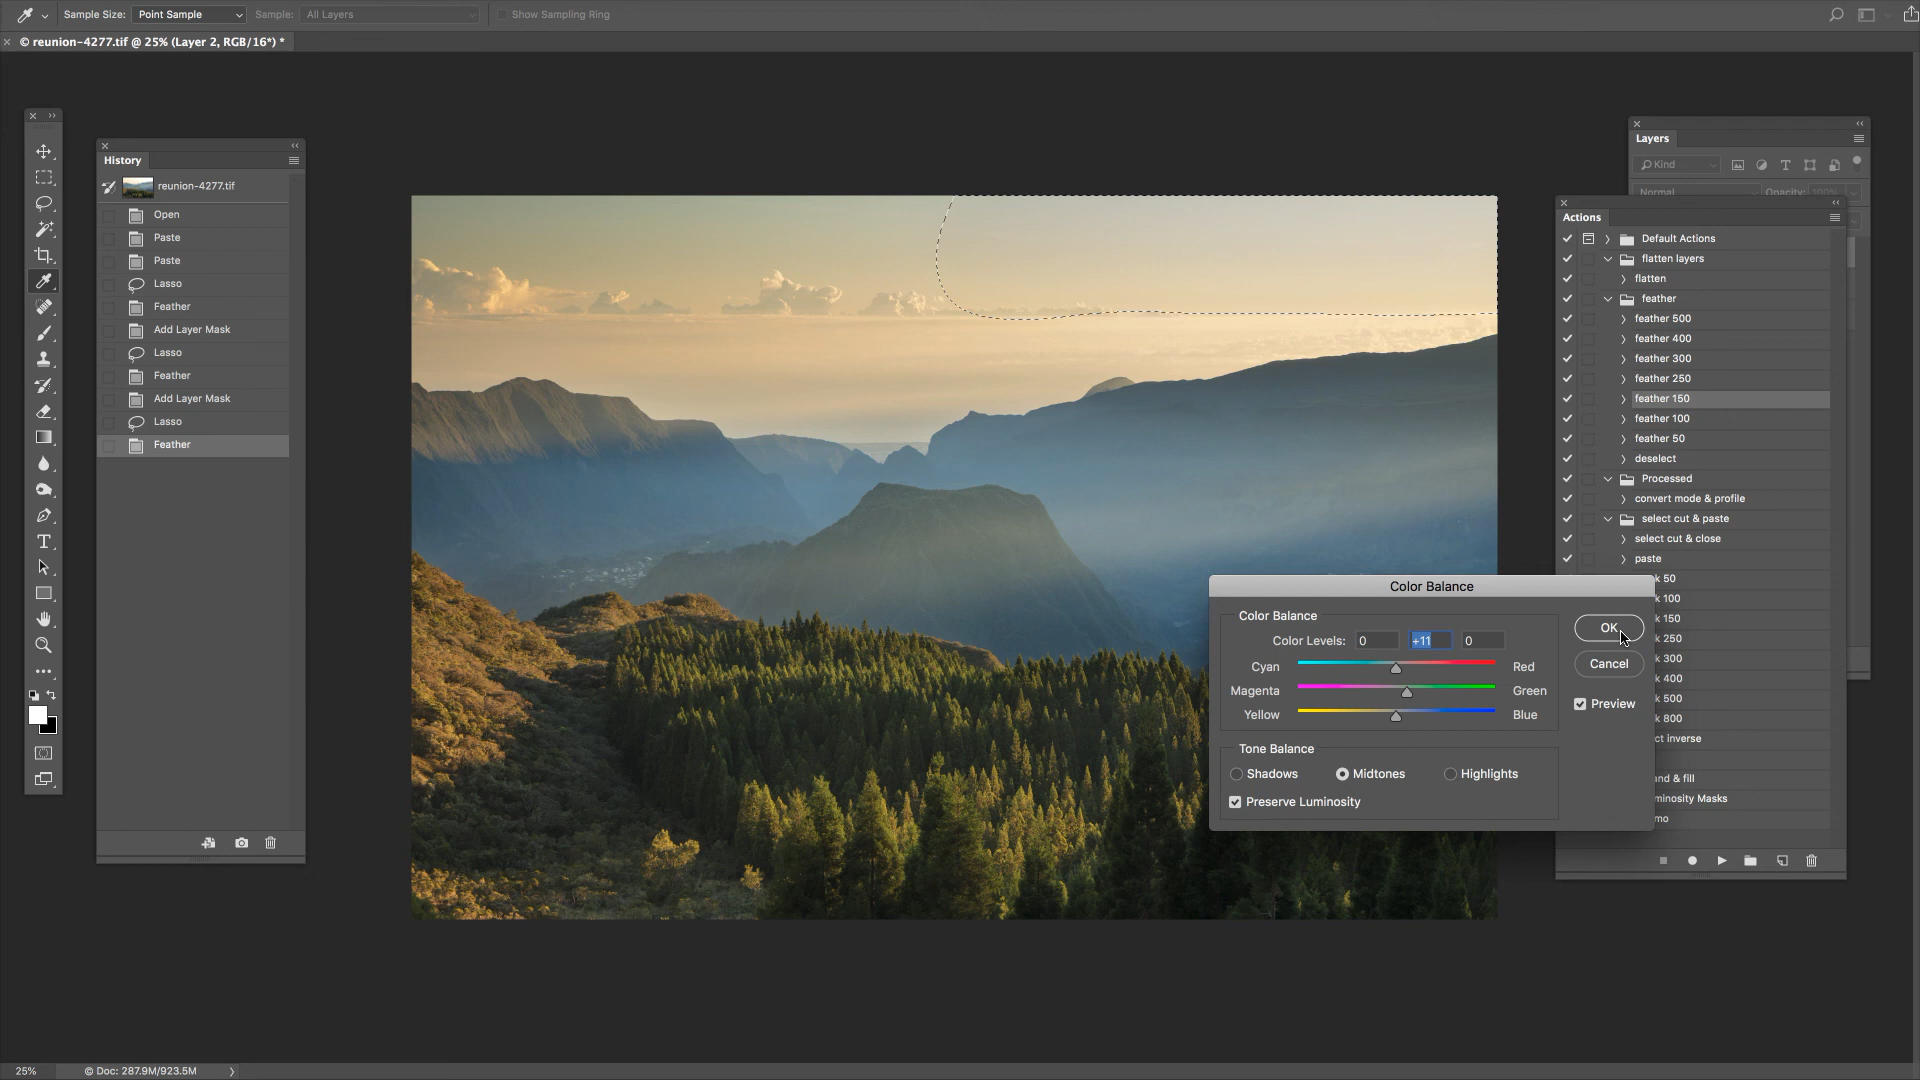 Sample Size: Point Sample Sample: All Layers Show Sampling Ring
© reunion-4277.tif @ 25% (Layer 2, RGB/16*) *
History
reunion-4277.tif
Open
Paste
Paste
Lasso
Feather
Add Layer Mask
Lasso
Feather
Add Layer Mask
Lasso
Feather
Layers
Kind
Normal Opacity: 100%
Actions
Default Actions
flatten layers
flatten
feather
feather 500
feather 400
feather 300
feather 250
feather 150
feather 100
feather 50
deselect
Processed
convert mode & profile
select cut & paste
select cut & close
paste
k 50
k 100
k 150
k 250
k 300
k 400
k 500
k 800
ct inverse
and & fill
minosity Masks
mo
Color Balance
Color Balance
Color Levels: 0 +11 0
Cyan Red
Magenta Green
Yellow Blue
Tone Balance
Shadows Midtones Highlights
Preserve Luminosity
OK
Cancel
Preview
25% © Doc: 287.9M/923.5M